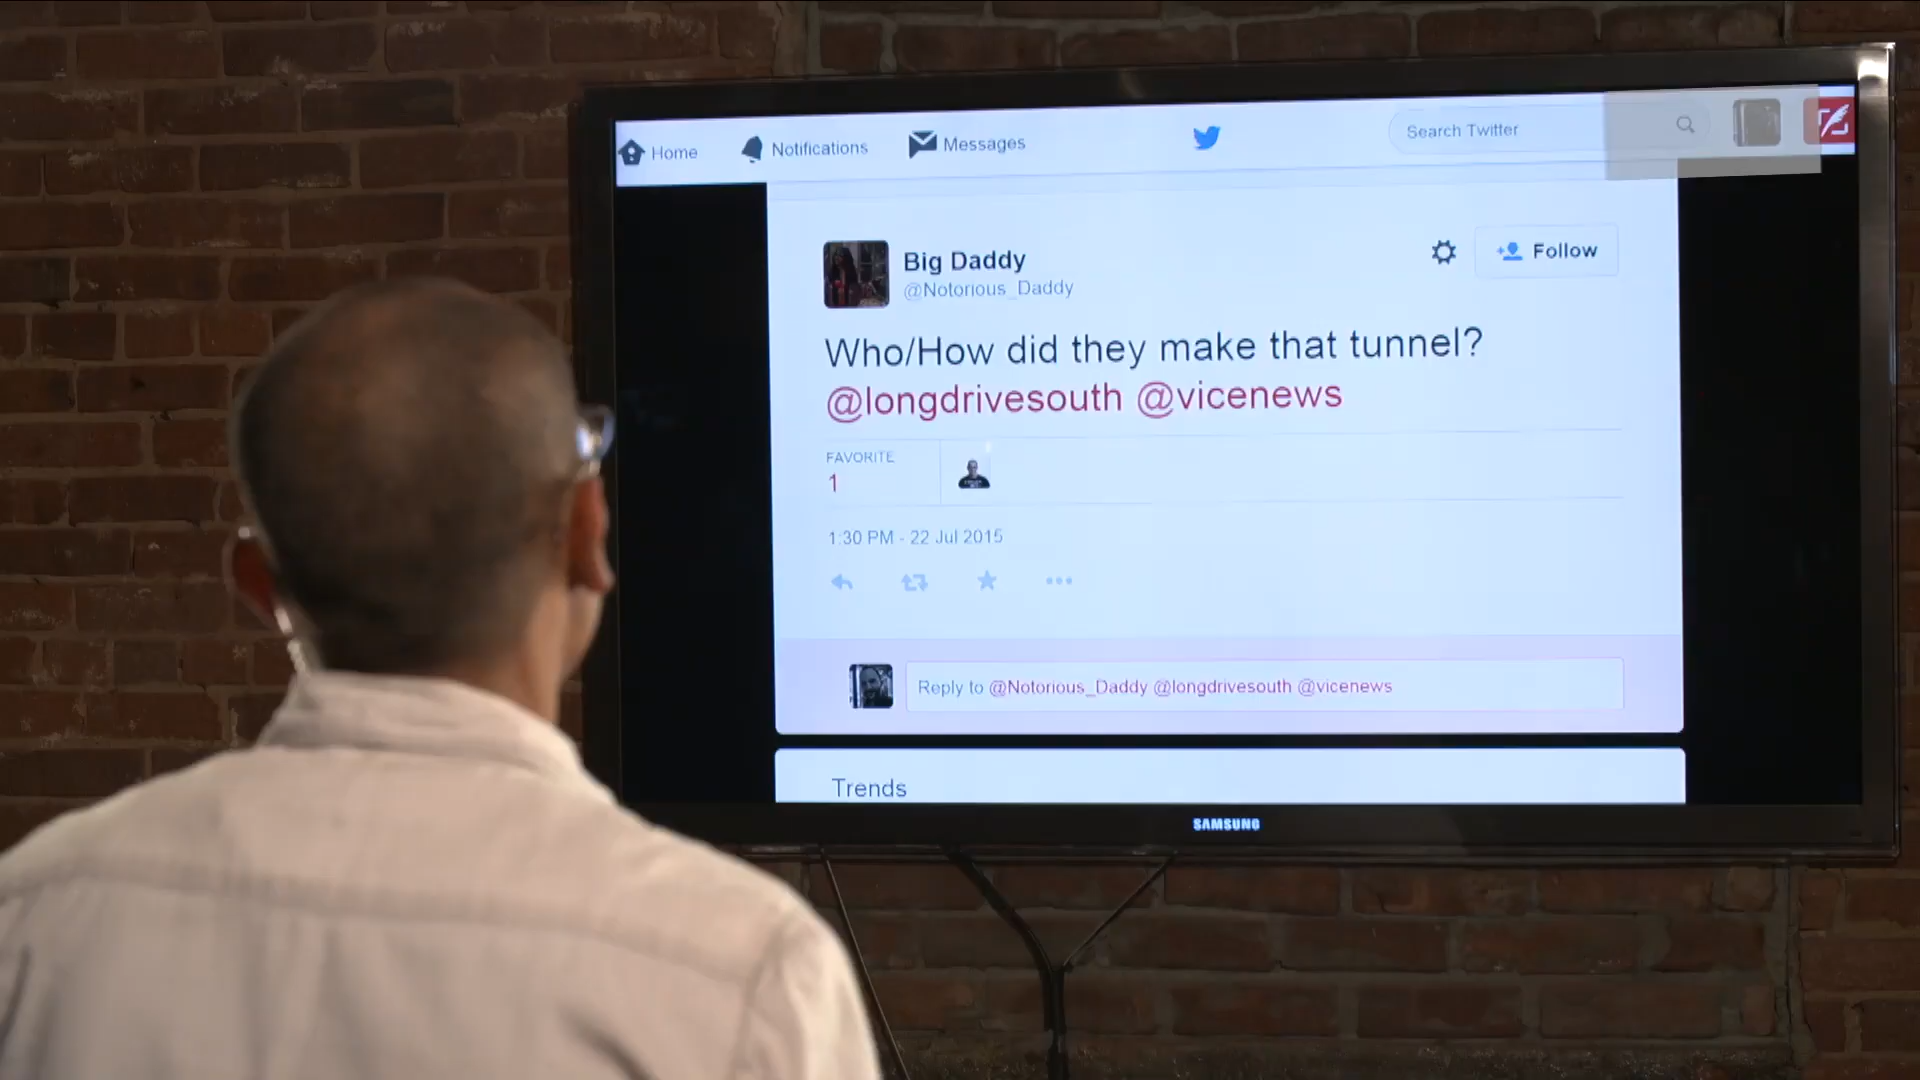 Home Notifications Messages Search Twitter
Big Daddy
@Notorious_Daddy
Follow
Who/How did they make that tunnel?
@longdrivesouth @vicenews
FAVORITE
1
1:30 PM - 22 Jul 2015
Reply to @Notorious_Daddy @longdrivesouth @vicenews
Trends
SAMSUNG